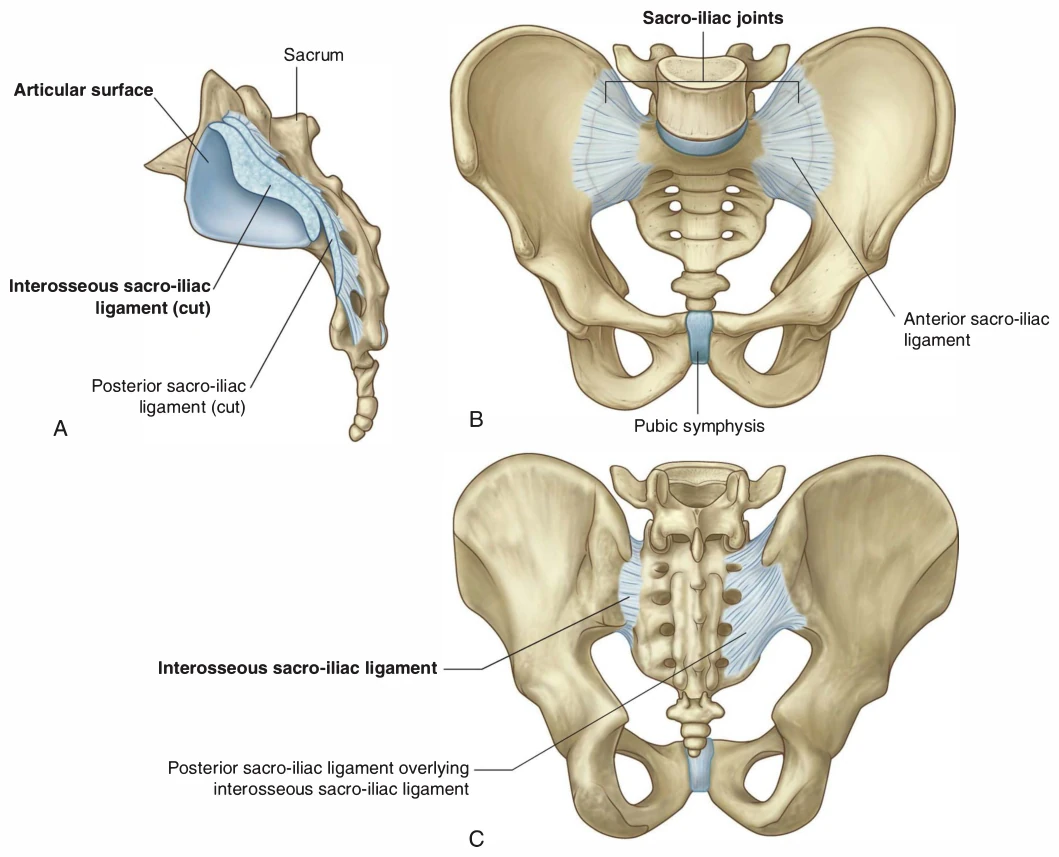 Sacrum
Articular surface
Interosseous sacro-iliac
ligament (cut)
Posterior sacro-iliac
ligament (cut)
A
Sacro-iliac joints
Anterior sacro-iliac
ligament
Pubic symphysis
B
Interosseous sacro-iliac ligament
Posterior sacro-iliac ligament overlying
interosseous sacro-iliac ligament
C